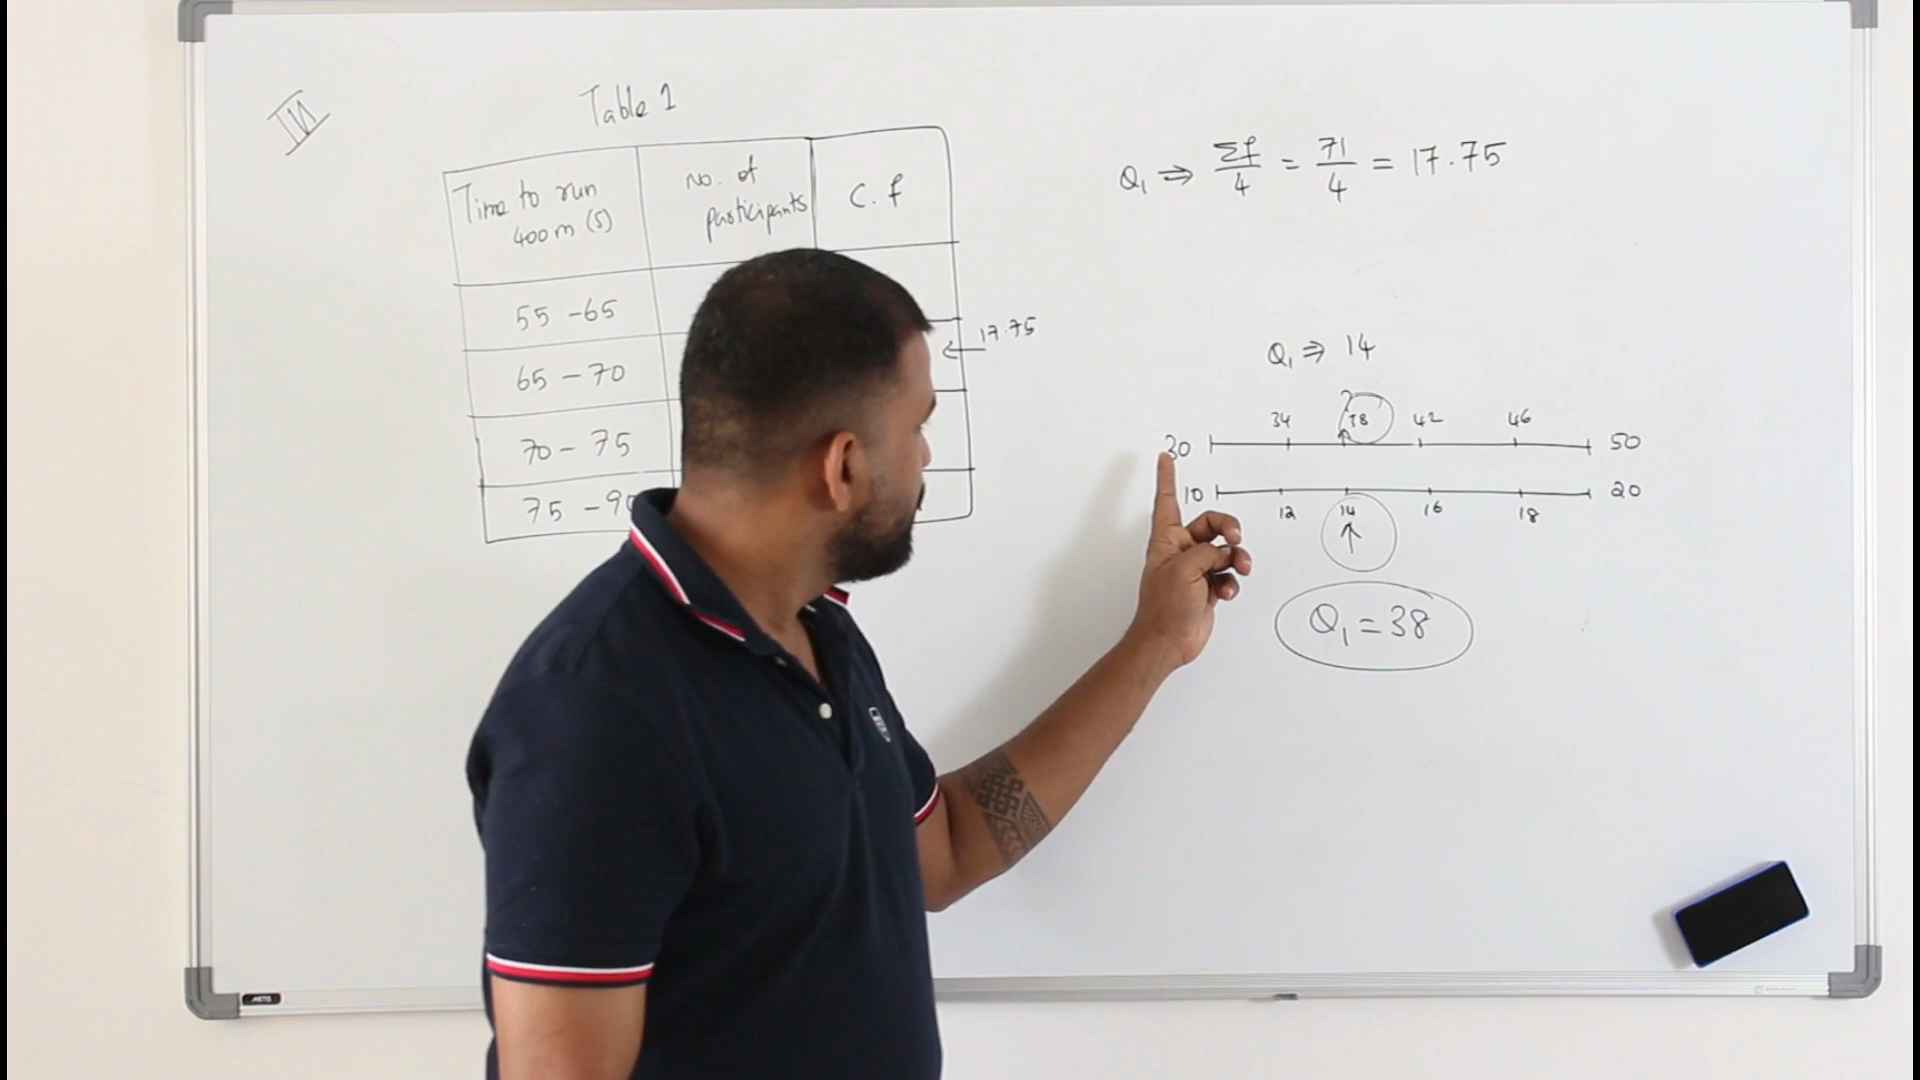 Table 1
Time to run
400m (s)
No. of
participants
C.f
55 - 65
65 - 70
70 - 75
75 - 90
17.75
Q₁ ⇒ Σf/4 = 71/4 = 17.75
Q₁ ⇒ 14
34 38 42 46
30 50
10 20
12 14 16 18
Q₁ = 38
METIS